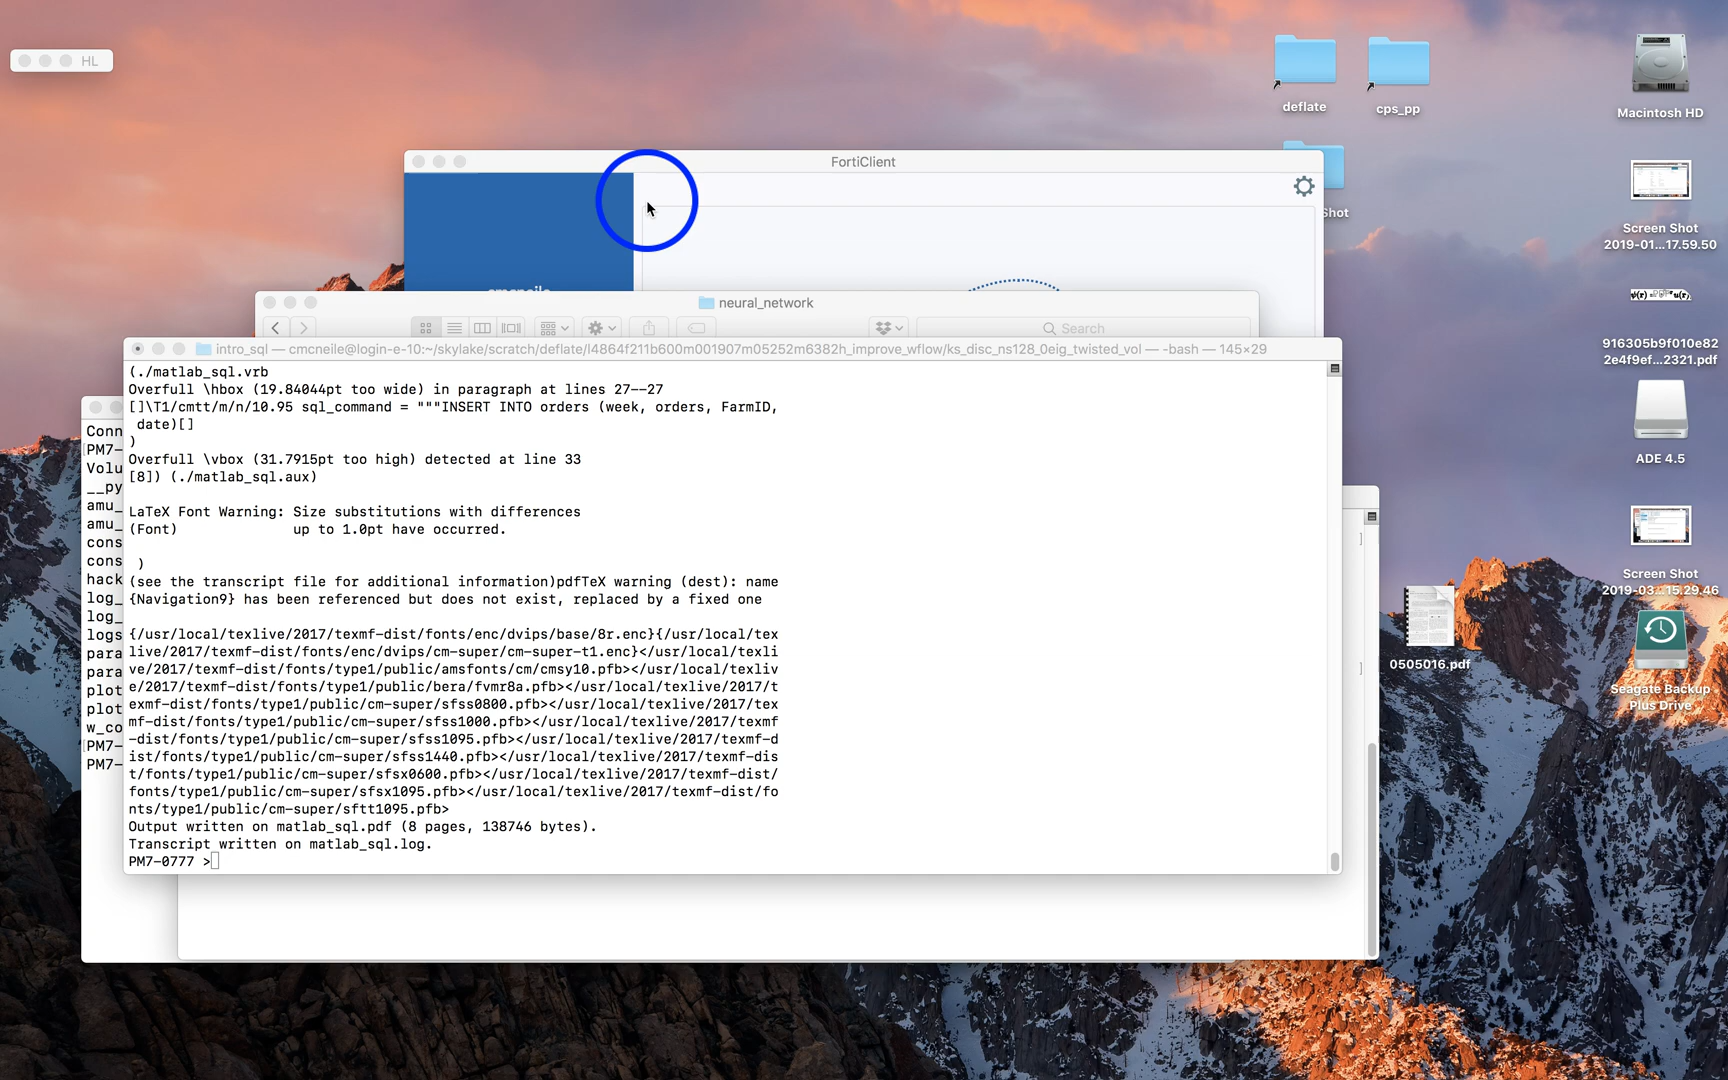 HL
deflate
cps_pp
Macintosh HD
FortiClient
Shot
Screen Shot
2019-01...17.59.50
neural_network
Search
916305b9f010e82
2e4f9ef...2321.pdf
intro_sql — cmcneile@login-e-10:~/skylake/scratch/deflate/l4864f211b600m001907m05252m6382h_improve_wflow/ks_disc_ns128_0eig_twisted_vol — -bash — 145×29
(./matlab_sql.vrb
Overfull \hbox (19.84044pt too wide) in paragraph at lines 27--27
[]\T1/cmtt/m/n/10.95 sql_command = """INSERT INTO orders (week, orders, FarmID,
date)[]
)
Overfull \vbox (31.7915pt too high) detected at line 33
[8]) (./matlab_sql.aux)
LaTeX Font Warning: Size substitutions with differences
(Font) up to 1.0pt have occurred.
)
(see the transcript file for additional information)pdfTeX warning (dest): name
{Navigation9} has been referenced but does not exist, replaced by a fixed one
{/usr/local/texlive/2017/texmf-dist/fonts/enc/dvips/base/8r.enc}{/usr/local/tex
live/2017/texmf-dist/fonts/enc/dvips/cm-super/cm-super-t1.enc}</usr/local/texli
ve/2017/texmf-dist/fonts/type1/public/amsfonts/cm/cmsy10.pfb></usr/local/texliv
e/2017/texmf-dist/fonts/type1/public/bera/fvmr8a.pfb></usr/local/texlive/2017/t
exmf-dist/fonts/type1/public/cm-super/sfss0800.pfb></usr/local/texlive/2017/tex
mf-dist/fonts/type1/public/cm-super/sfss1000.pfb></usr/local/texlive/2017/texmf
-dist/fonts/type1/public/cm-super/sfss1095.pfb></usr/local/texlive/2017/texmf-d
ist/fonts/type1/public/cm-super/sfss1440.pfb></usr/local/texlive/2017/texmf-dis
t/fonts/type1/public/cm-super/sfsx0600.pfb></usr/local/texlive/2017/texmf-dist/
fonts/type1/public/cm-super/sfsx1095.pfb></usr/local/texlive/2017/texmf-dist/fo
nts/type1/public/cm-super/sftt1095.pfb>
Output written on matlab_sql.pdf (8 pages, 138746 bytes).
Transcript written on matlab_sql.log.
PM7-0777 >
Conn
PM7-
Volu
__py
amu_
amu_
cons
cons
hack
log_
log_
logs
para
para
plot
plot
w_co
PM7-
PM7-
ADE 4.5
Screen Shot
2019-03...15.29.46
0505016.pdf
Seagate Backup
Plus Drive